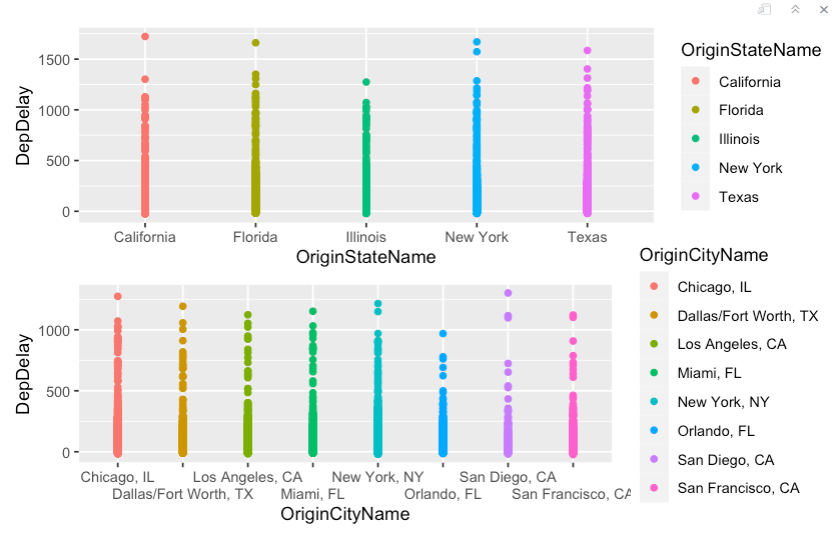 OriginStateName
California
Florida
Illinois
New York
Texas
DepDelay
1500
1000
500
0
California Florida Illinois New York Texas
OriginStateName
OriginCityName
Chicago, IL
Dallas/Fort Worth, TX
Los Angeles, CA
Miami, FL
New York, NY
Orlando, FL
San Diego, CA
San Francisco, CA
DepDelay
1000
500
0
Chicago, IL Los Angeles, CA New York, NY San Diego, CA
Dallas/Fort Worth, TX Miami, FL Orlando, FL San Francisco, CA
OriginCityName